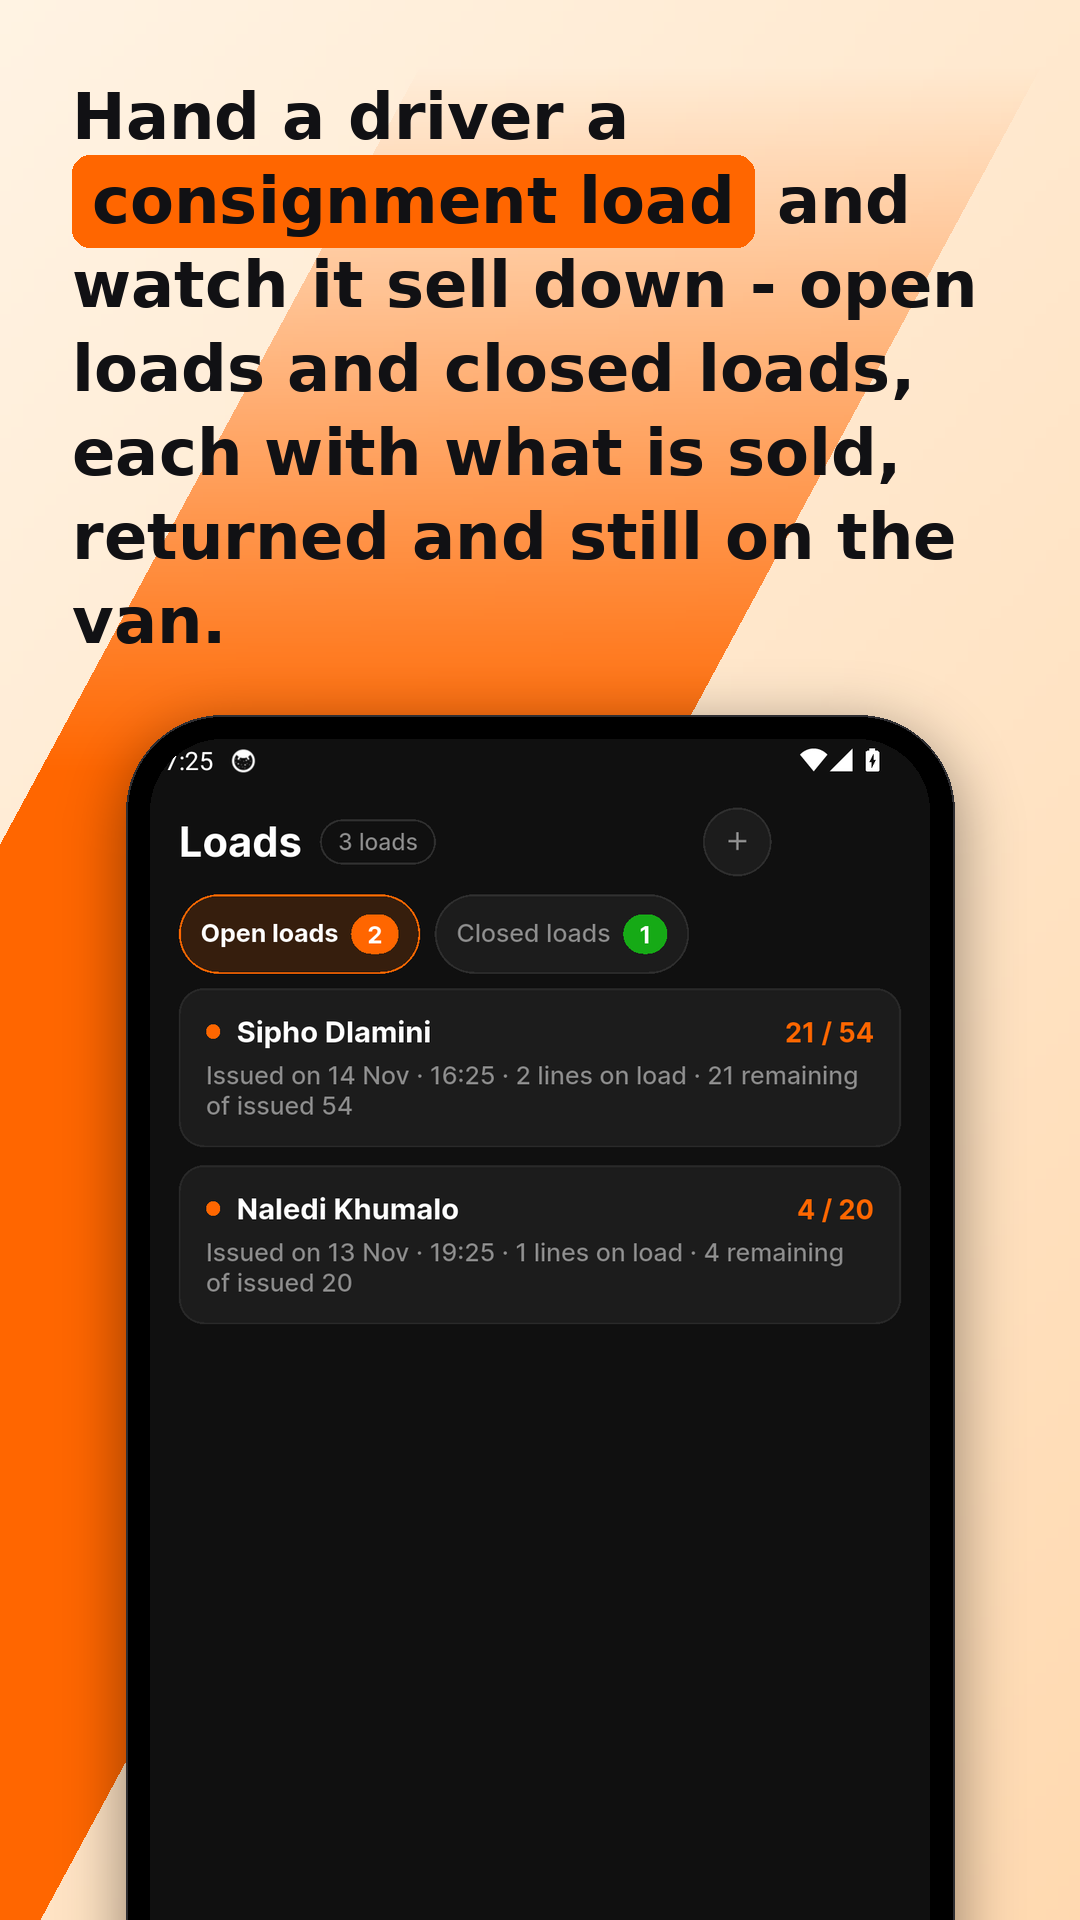 Hand a driver a
consignment load and
watch it sell down - open
loads and closed loads,
each with what is sold,
returned and still on the
van.
7:25
Loads
3 loads
+
Open loads 2
Closed loads 1
Sipho Dlamini
21 / 54
Issued on 14 Nov · 16:25 · 2 lines on load · 21 remaining
of issued 54
Naledi Khumalo
4 / 20
Issued on 13 Nov · 19:25 · 1 lines on load · 4 remaining
of issued 20